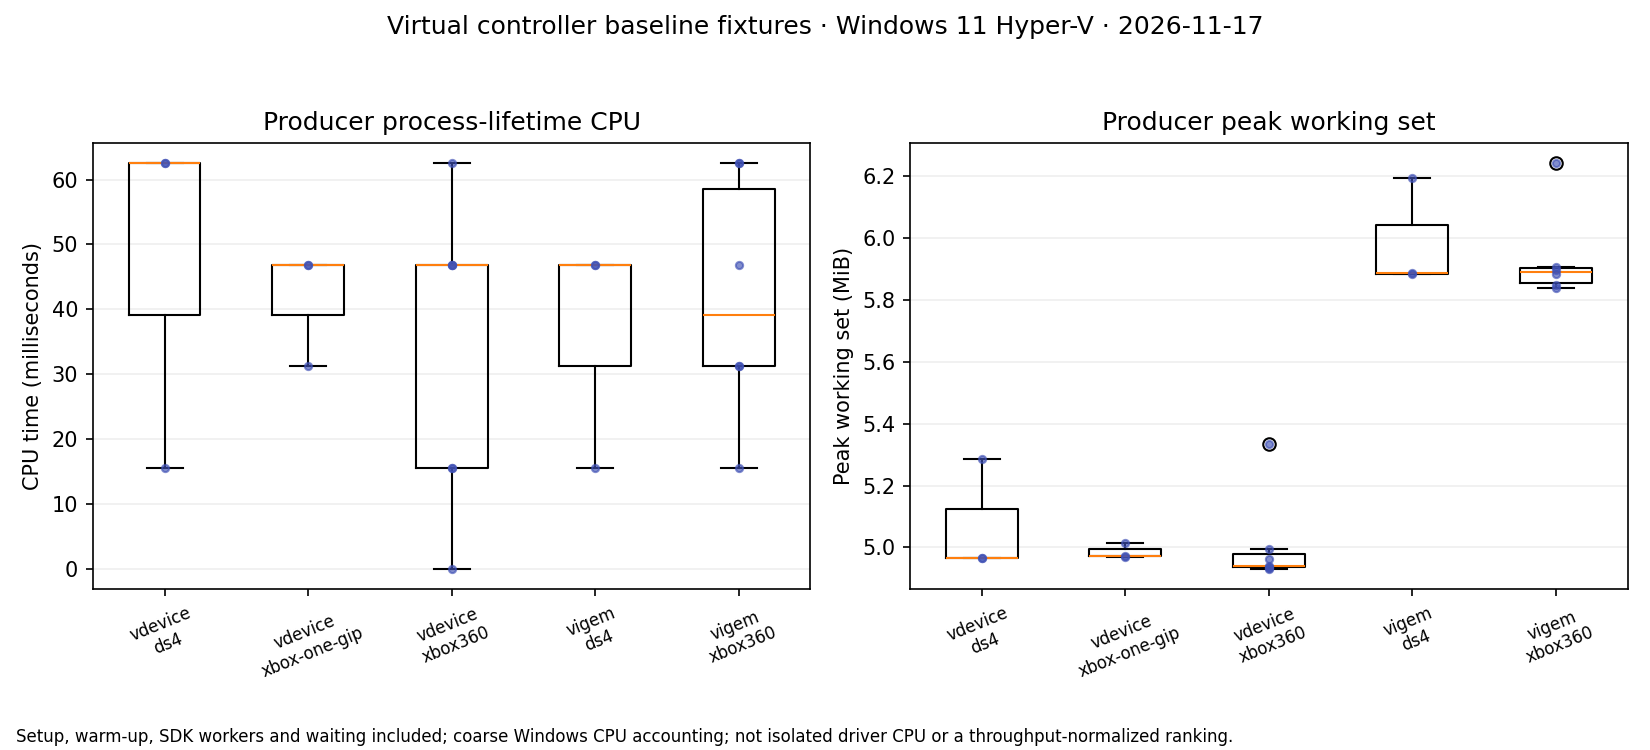 Virtual controller baseline fixtures · Windows 11 Hyper-V · 2026-11-17
Producer process-lifetime CPU
CPU time (milliseconds)
60
50
40
30
20
10
0
vdevice
ds4
vdevice
xbox-one-gip
vdevice
xbox360
vigem
ds4
vigem
xbox360
Producer peak working set
Peak working set (MiB)
6.2
6.0
5.8
5.6
5.4
5.2
5.0
vdevice
ds4
vdevice
xbox-one-gip
vdevice
xbox360
vigem
ds4
vigem
xbox360
Setup, warm-up, SDK workers and waiting included; coarse Windows CPU accounting; not isolated driver CPU or a throughput-normalized ranking.